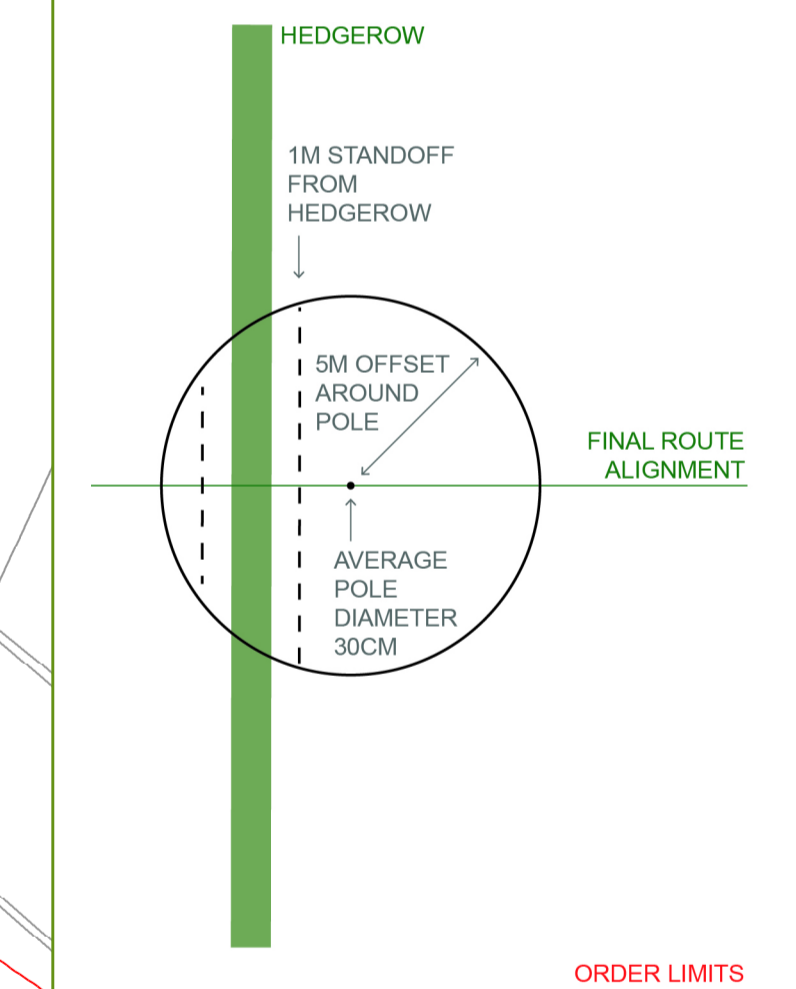 HEDGEROW
1M STANDOFF
FROM
HEDGEROW
5M OFFSET
AROUND
POLE
FINAL ROUTE
ALIGNMENT
AVERAGE
POLE
DIAMETER
30CM
ORDER LIMITS